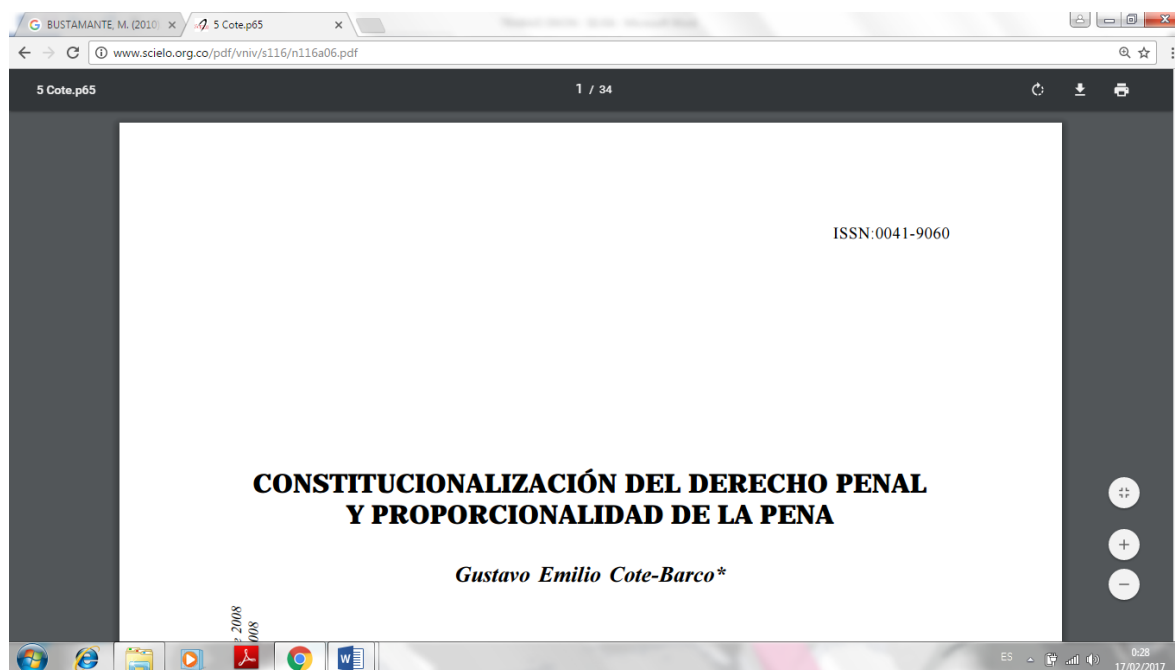 BUSTAMANTE, M. (2010)
5 Cote.p65
www.scielo.org.co/pdf/vniv/s116/n116a06.pdf
5 Cote.p65
1 / 34
ISSN:0041-9060
CONSTITUCIONALIZACIÓN DEL DERECHO PENAL
Y PROPORCIONALIDAD DE LA PENA
Gustavo Emilio Cote-Barco*
2008
008
ES
0:28
17/02/2017